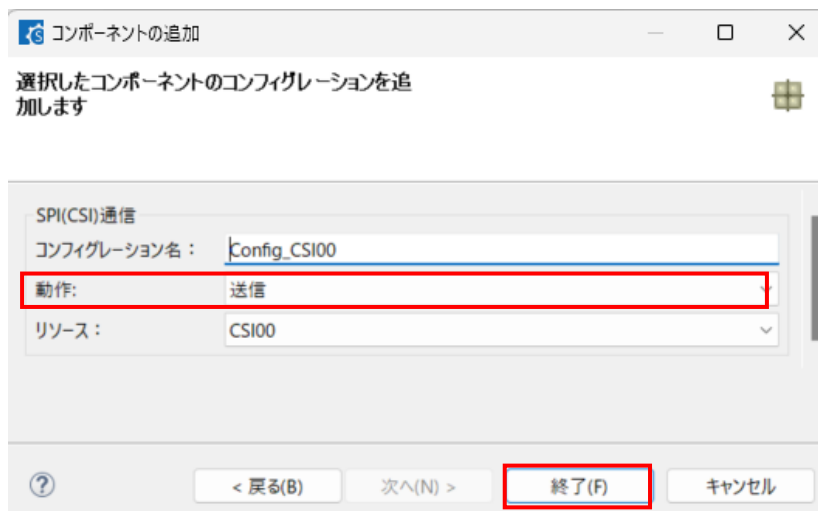 コンポーネントの追加
選択したコンポーネントのコンフィグレーションを追
加します
SPI(CSI)通信
コンフィグレーション名：
Config_CSI00
動作:
送信
リソース：
CSI00
< 戻る(B)
次へ(N) >
終了(F)
キャンセル